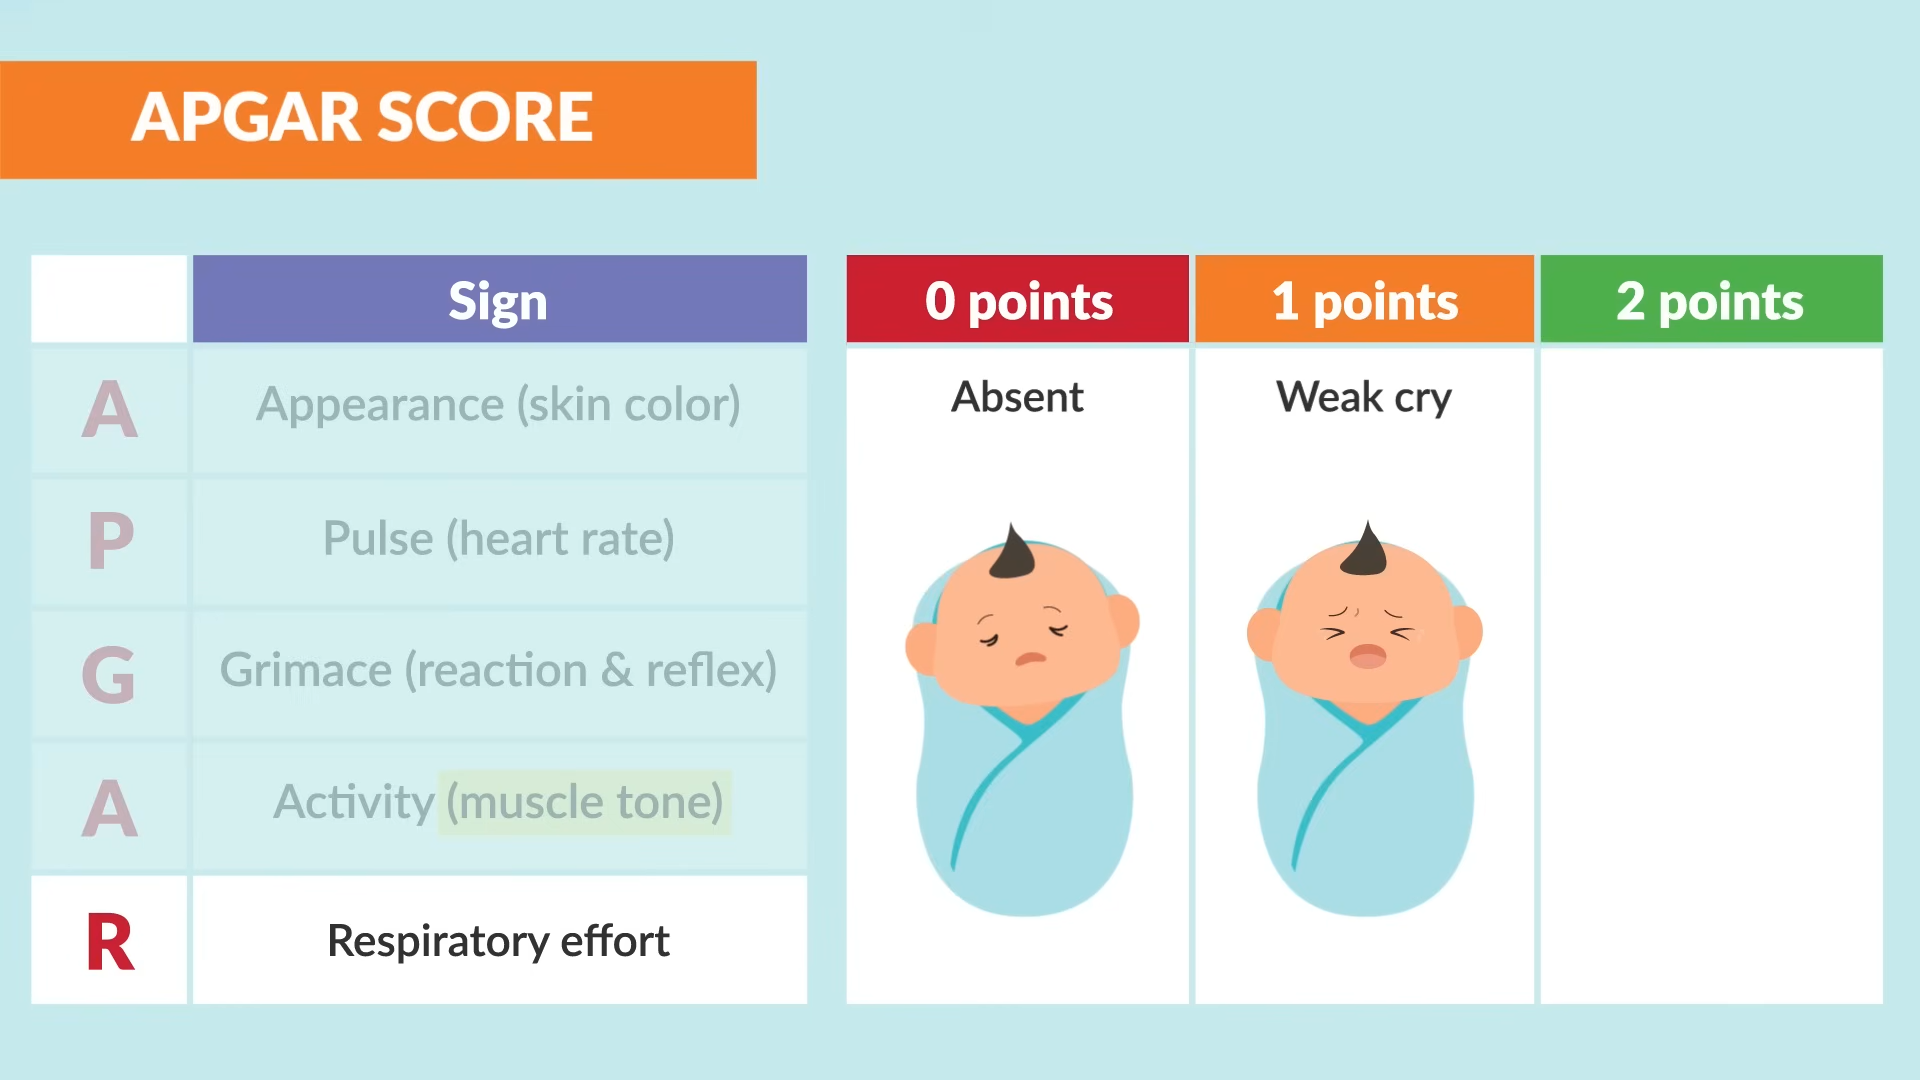 APGAR SCORE
Sign
0 points
1 points
2 points
A
Appearance (skin color)
P
Pulse (heart rate)
G
Grimace (reaction & reflex)
A
Activity (muscle tone)
R
Respiratory effort
Absent
Weak cry